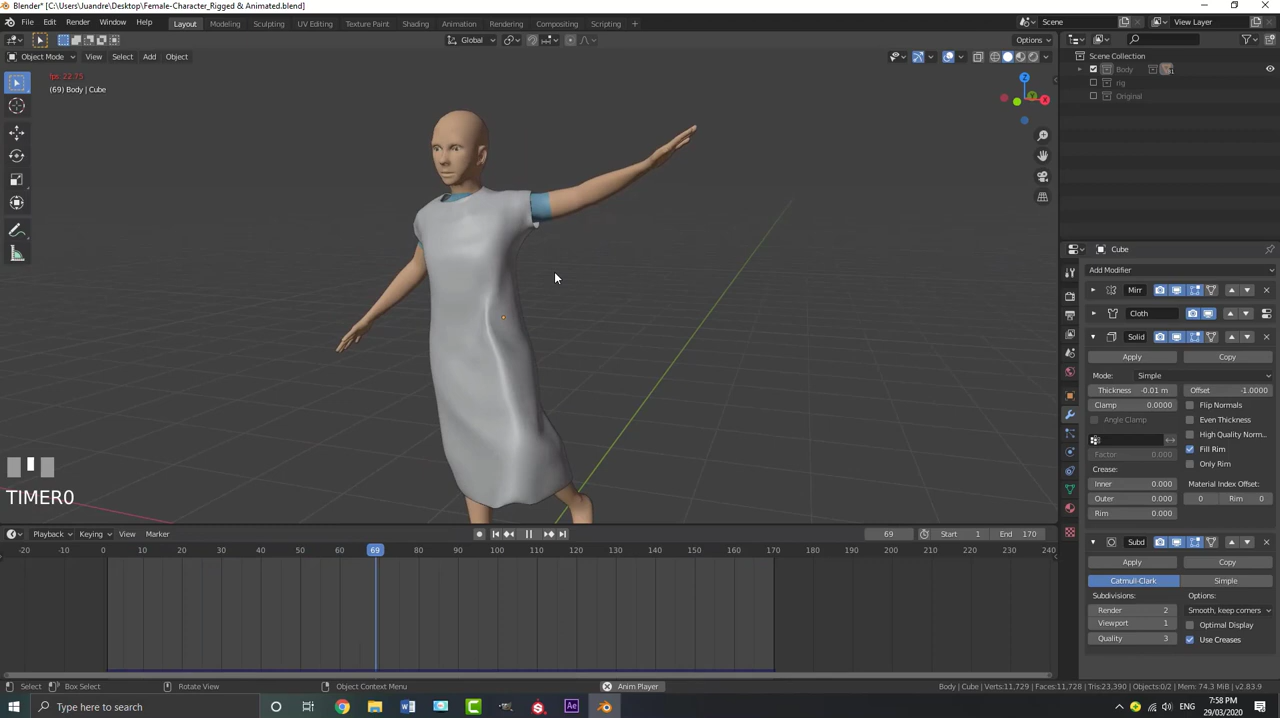 Blender* [C:\Users\Juandre\Desktop\Female-Character_Rigged & Animated.blend]
File Edit Render Window Help Layout Modeling Sculpting UV Editing Texture Paint Shading Animation Rendering Compositing Scripting + Scene View Layer
Global Options
Object Mode View Select Add Object
fps 22.75
(69) Body | Cube
Scene Collection
Body
rig
Original
Z
Y
X
Cube
Add Modifier
Mirr
Cloth
Solid
Apply Copy
Mode: Simple
Thickness -0.01 m Offset -1.0000
Clamp 0.0000 Flip Normals
Angle Clamp Even Thickness
High Quality Norm...
Factor 0.000 Fill Rim
Crease: Only Rim
Inner 0.000 Material Index Offset:
Outer 0.000 0 Rim 0
Rim 0.000
Subd
Apply Copy
Catmull-Clark Simple
Subdivisions: Options:
Render 2 Smooth, keep corners
Viewport 1 Optimal Display
Quality 3 Use Creases
TIMER0
Playback Keying View Marker 69 Start 1 End 170
-20 -10 0 10 20 30 40 50 60 69 80 90 100 110 120 130 140 150 160 170 180 190 200 210 220 230 240
Select Box Select Rotate View Object Context Menu Anim Player Body | Cube | Verts:11,729 | Faces:11,728 | Tris:23,390 | Objects:0/2 | Mem: 74.3 MiB | v2.83.9
Type here to search
7:58 PM
29/03/2020